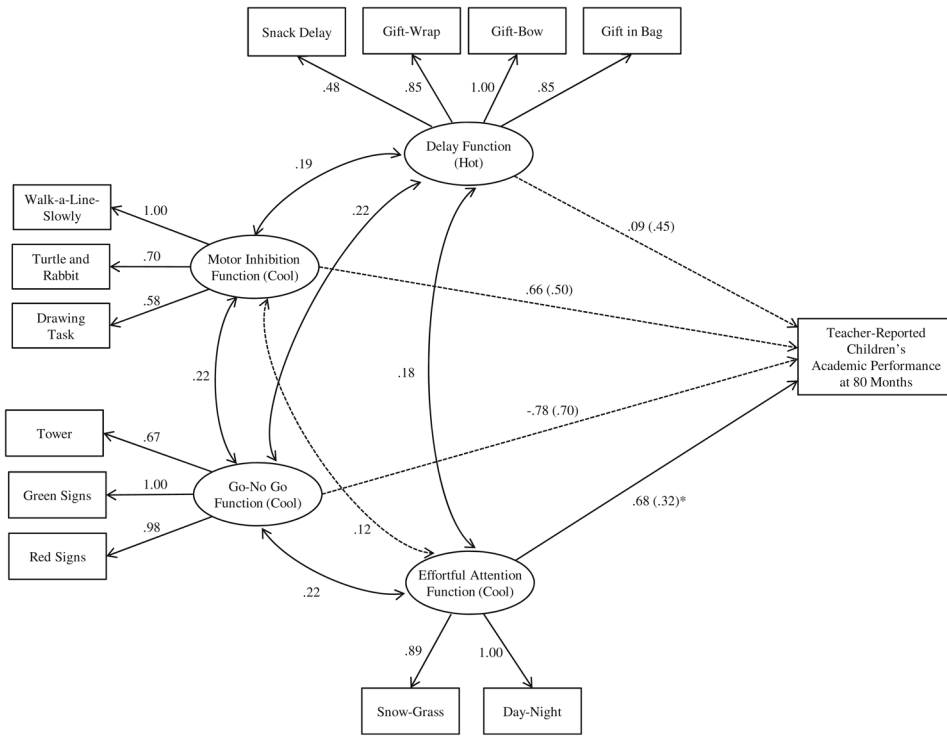 Snack Delay
Gift-Wrap
Gift-Bow
Gift in Bag
.48
.85
1.00
.85
Delay Function
(Hot)
.19
.22
Walk-a-Line-
Slowly
1.00
Turtle and
Rabbit
.70
Drawing
Task
.58
Motor Inhibition
Function (Cool)
.09 (.45)
.66 (.50)
Teacher-Reported
Children's
Academic Performance
at 80 Months
.22
.18
-.78 (.70)
Tower
.67
Green Signs
1.00
Red Signs
.98
Go-No Go
Function (Cool)
.68 (.32)*
.12
.22
Effortful Attention
Function (Cool)
.89
1.00
Snow-Grass
Day-Night